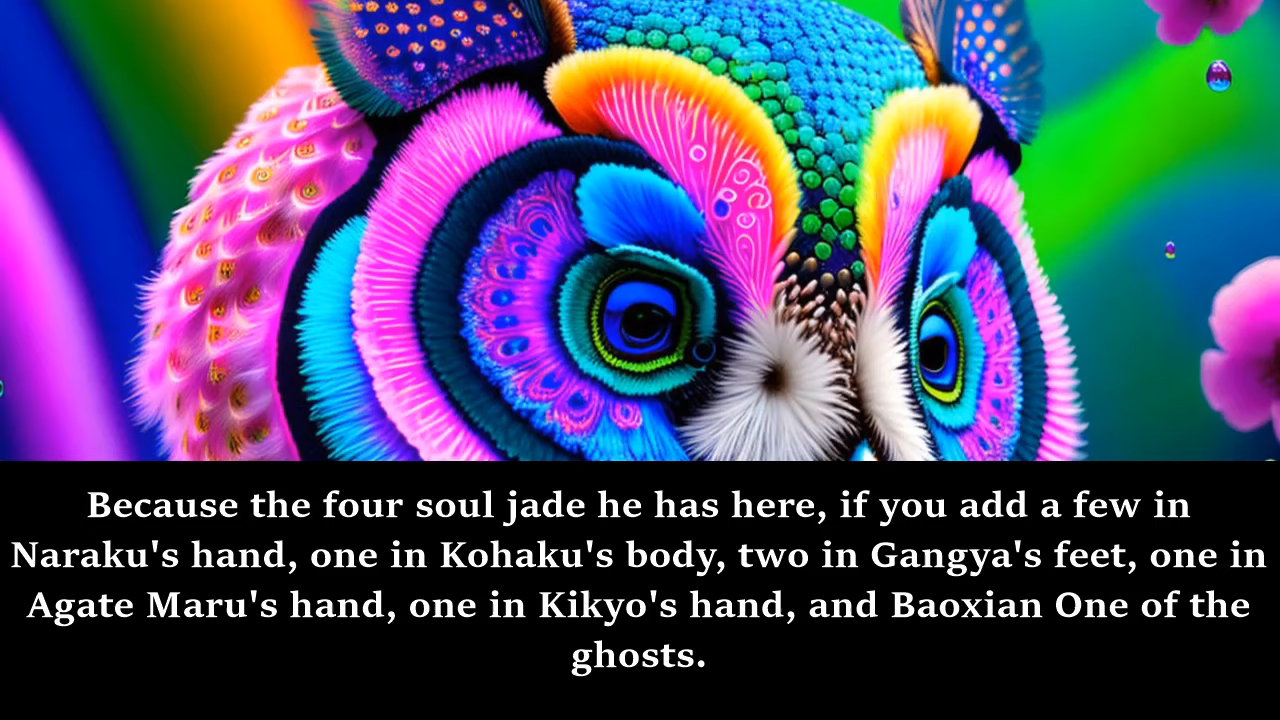 Because the four soul jade he has here, if you add a few in
Naraku's hand, one in Kohaku's body, two in Gangya's feet, one in
Agate Maru's hand, one in Kikyo's hand, and Baoxian One of the
ghosts.